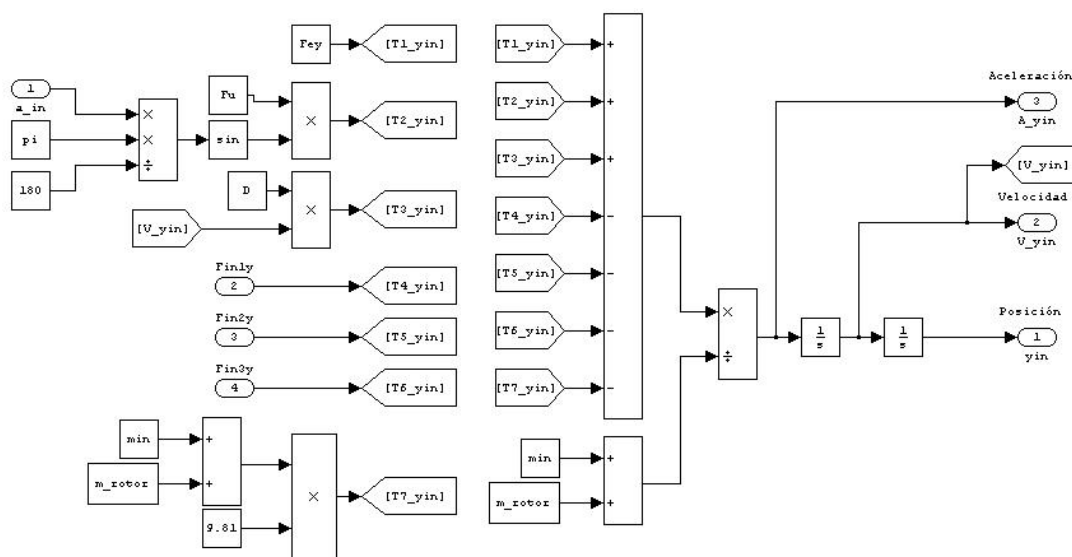 Fey
[T1_yin]
[T1_yin]
+
1
a_in
Fu
[T2_yin]
[T2_yin]
+
Aceleración
3
A_yin
pi
×
×
÷
sin
×
180
D
[V_yin]
×
[T3_yin]
[T3_yin]
+
[V_yin]
Velocidad
2
V_yin
[T4_yin]
-
Fin1y
2
[T4_yin]
[T5_yin]
-
Fin2y
3
[T5_yin]
[T6_yin]
-
×
÷
1
s
1
s
Posición
1
yin
Fin3y
4
[T6_yin]
[T7_yin]
-
min
+
m_rotor
+
9.81
×
[T7_yin]
min
+
m_rotor
+